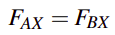 F_{AX} = F_{BX}